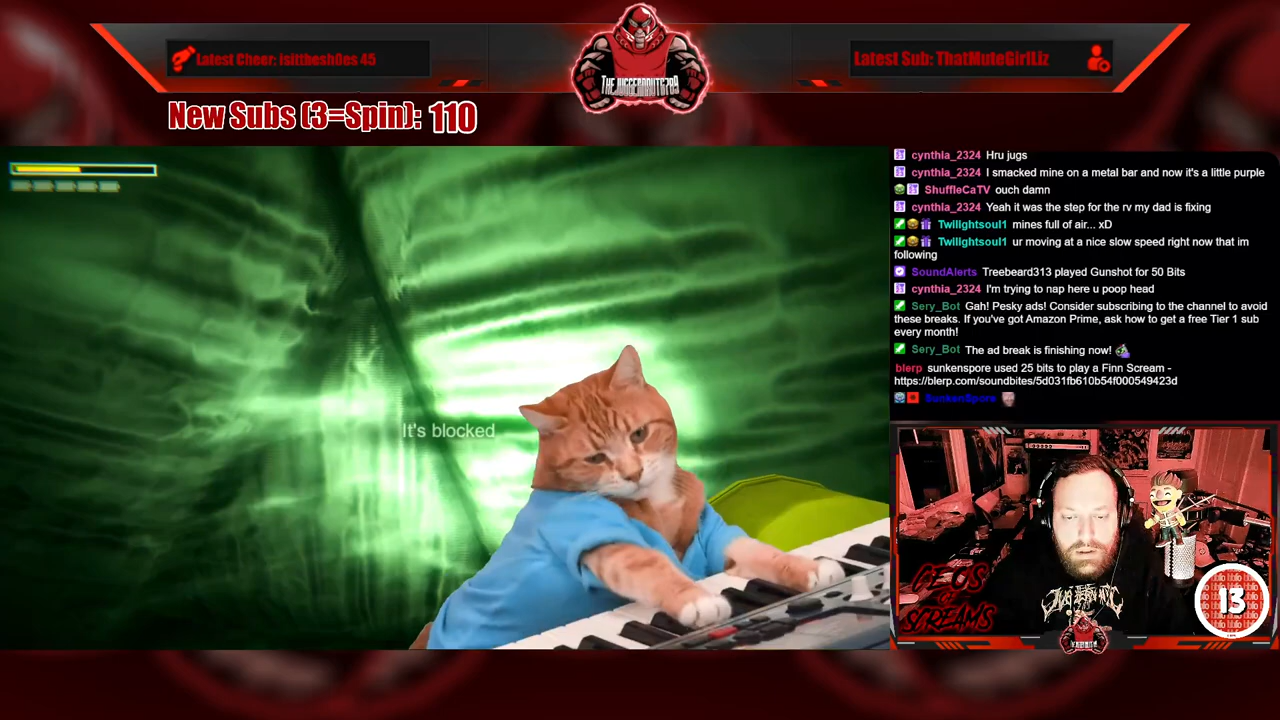 Latest Cheer: isittesh0es 45
THEJUGGERNAUT6789
Latest Sub: ThatMuteGirlLiz
New Subs (3=Spin): 110
cynthia_2324 Hru jugs
cynthia_2324 I smacked mine on a metal bar and now it's a little purple
ShuffleCaTV ouch damn
cynthia_2324 Yeah it was the step for the rv my dad is fixing
Twilightsoul1 mines full of air... xD
Twilightsoul1 ur moving at a nice slow speed right now that im
following
SoundAlerts Treebeard313 played Gunshot for 50 Bits
cynthia_2324 I'm trying to nap here u poop head
Sery_Bot Gah! Pesky ads! Consider subscribing to the channel to avoid
these breaks. If you've got Amazon Prime, ask how to get a free Tier 1 sub
every month!
Sery_Bot The ad break is finishing now!
blerp sunkenspore used 25 bits to play a Finn Scream -
https://blerp.com/soundbites/5d031fb610b54f000549423d
SunkenSpore
It's blocked
SCREAMS
13